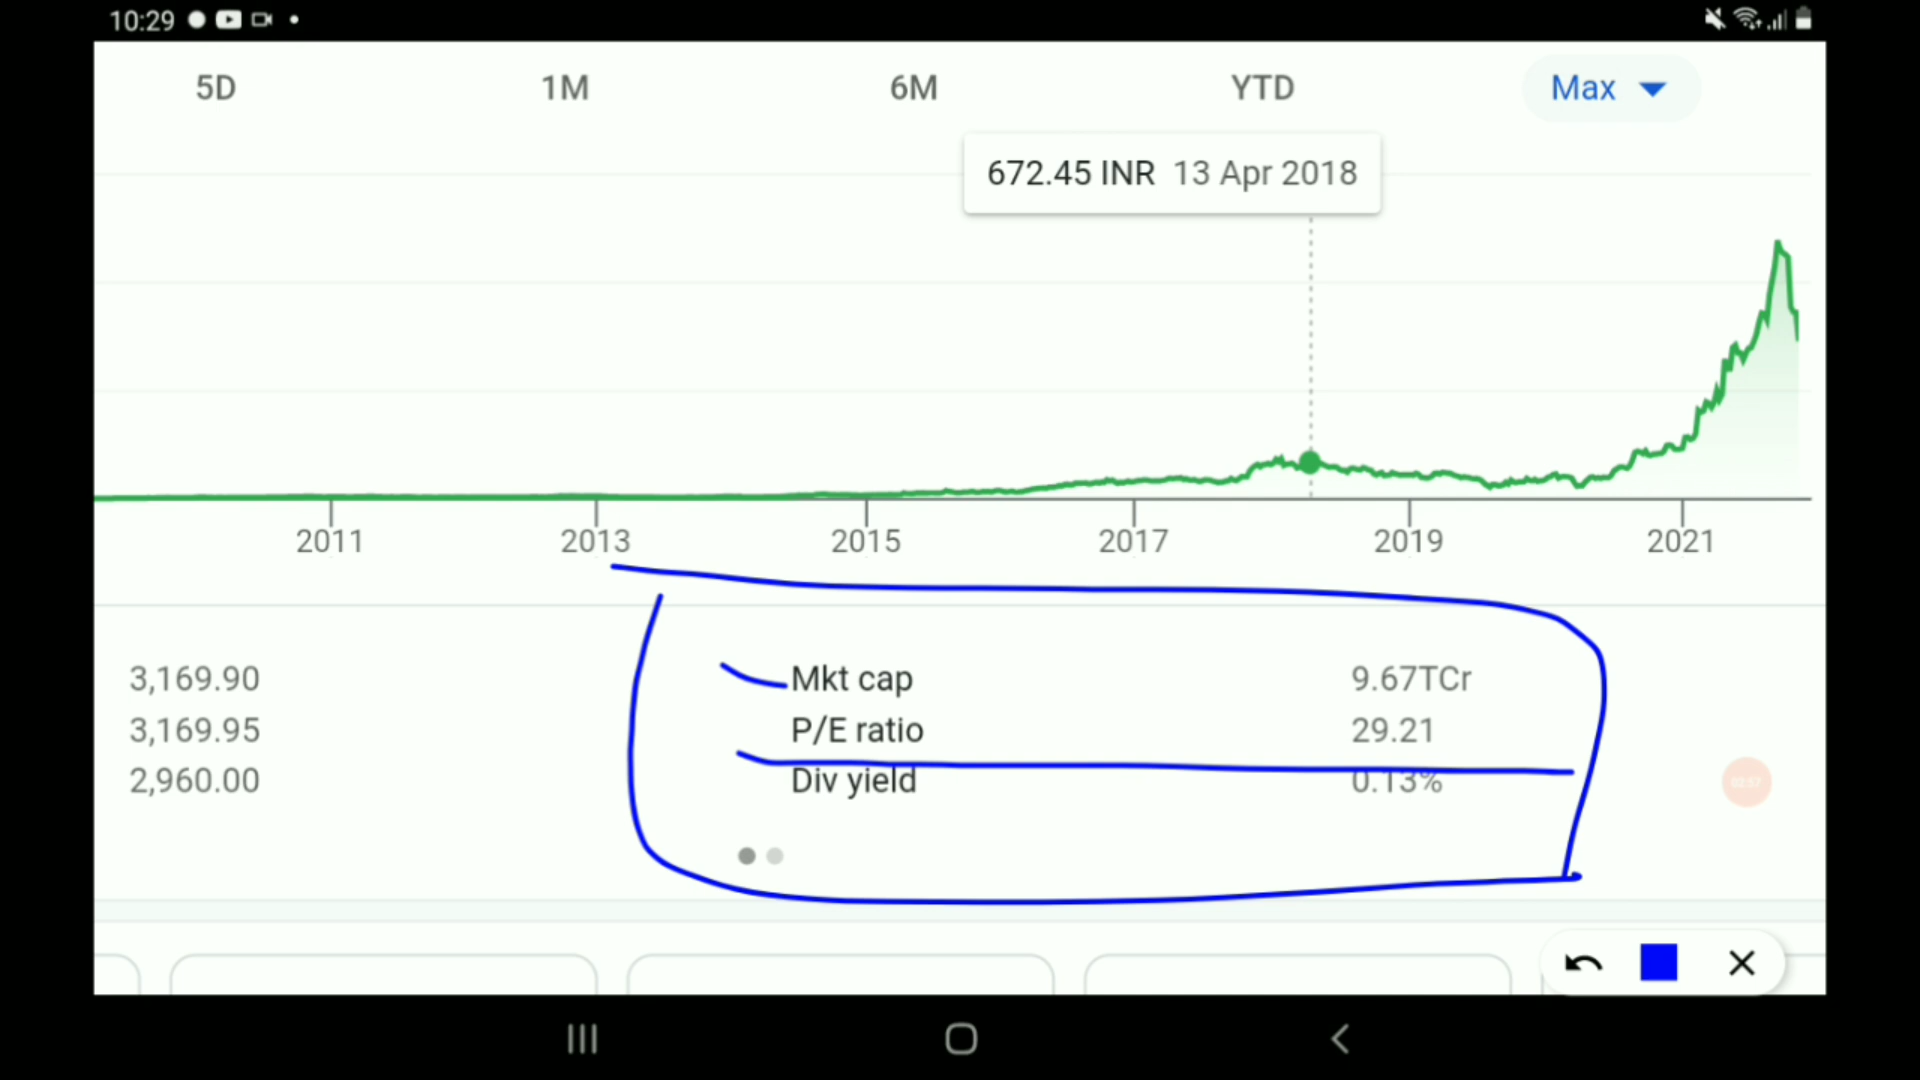 10:29
5D 1M 6M YTD Max
672.45 INR 13 Apr 2018
2011 2013 2015 2017 2019 2021
3,169.90 Mkt cap 9.67TCr
3,169.95 P/E ratio 29.21
2,960.00 Div yield 0.13%